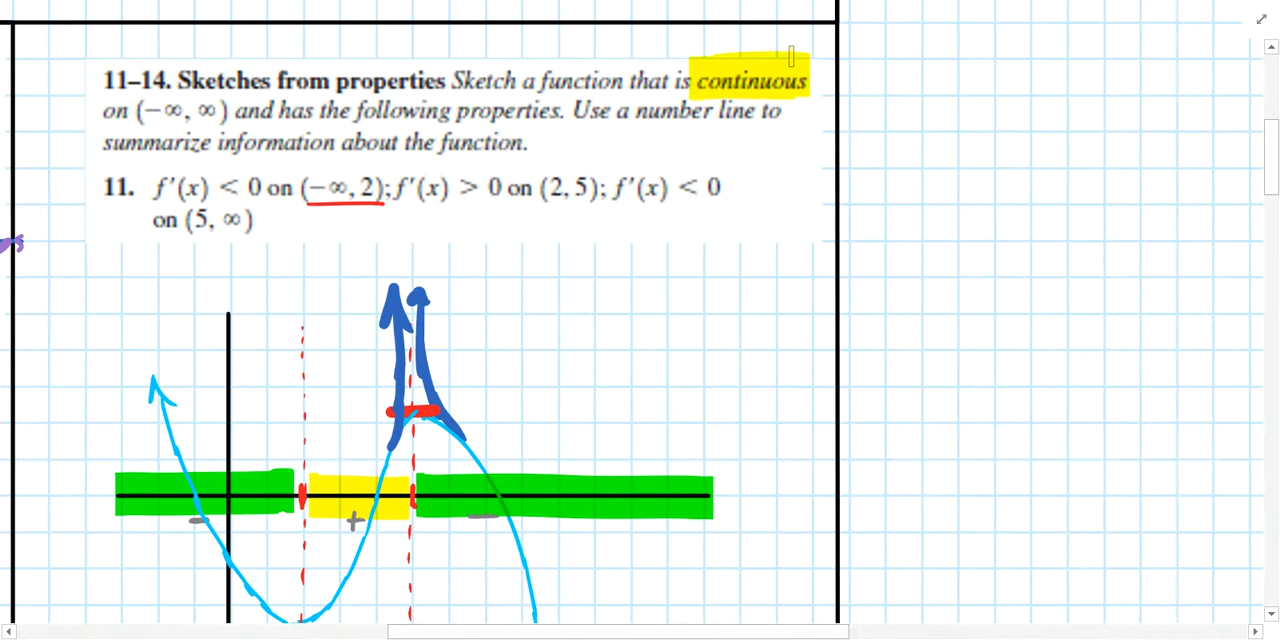 11–14. Sketches from properties Sketch a function that is continuous
on (−∞, ∞) and has the following properties. Use a number line to
summarize information about the function.
11. f′(x) < 0 on (−∞, 2); f′(x) > 0 on (2, 5); f′(x) < 0
on (5, ∞)
− + −